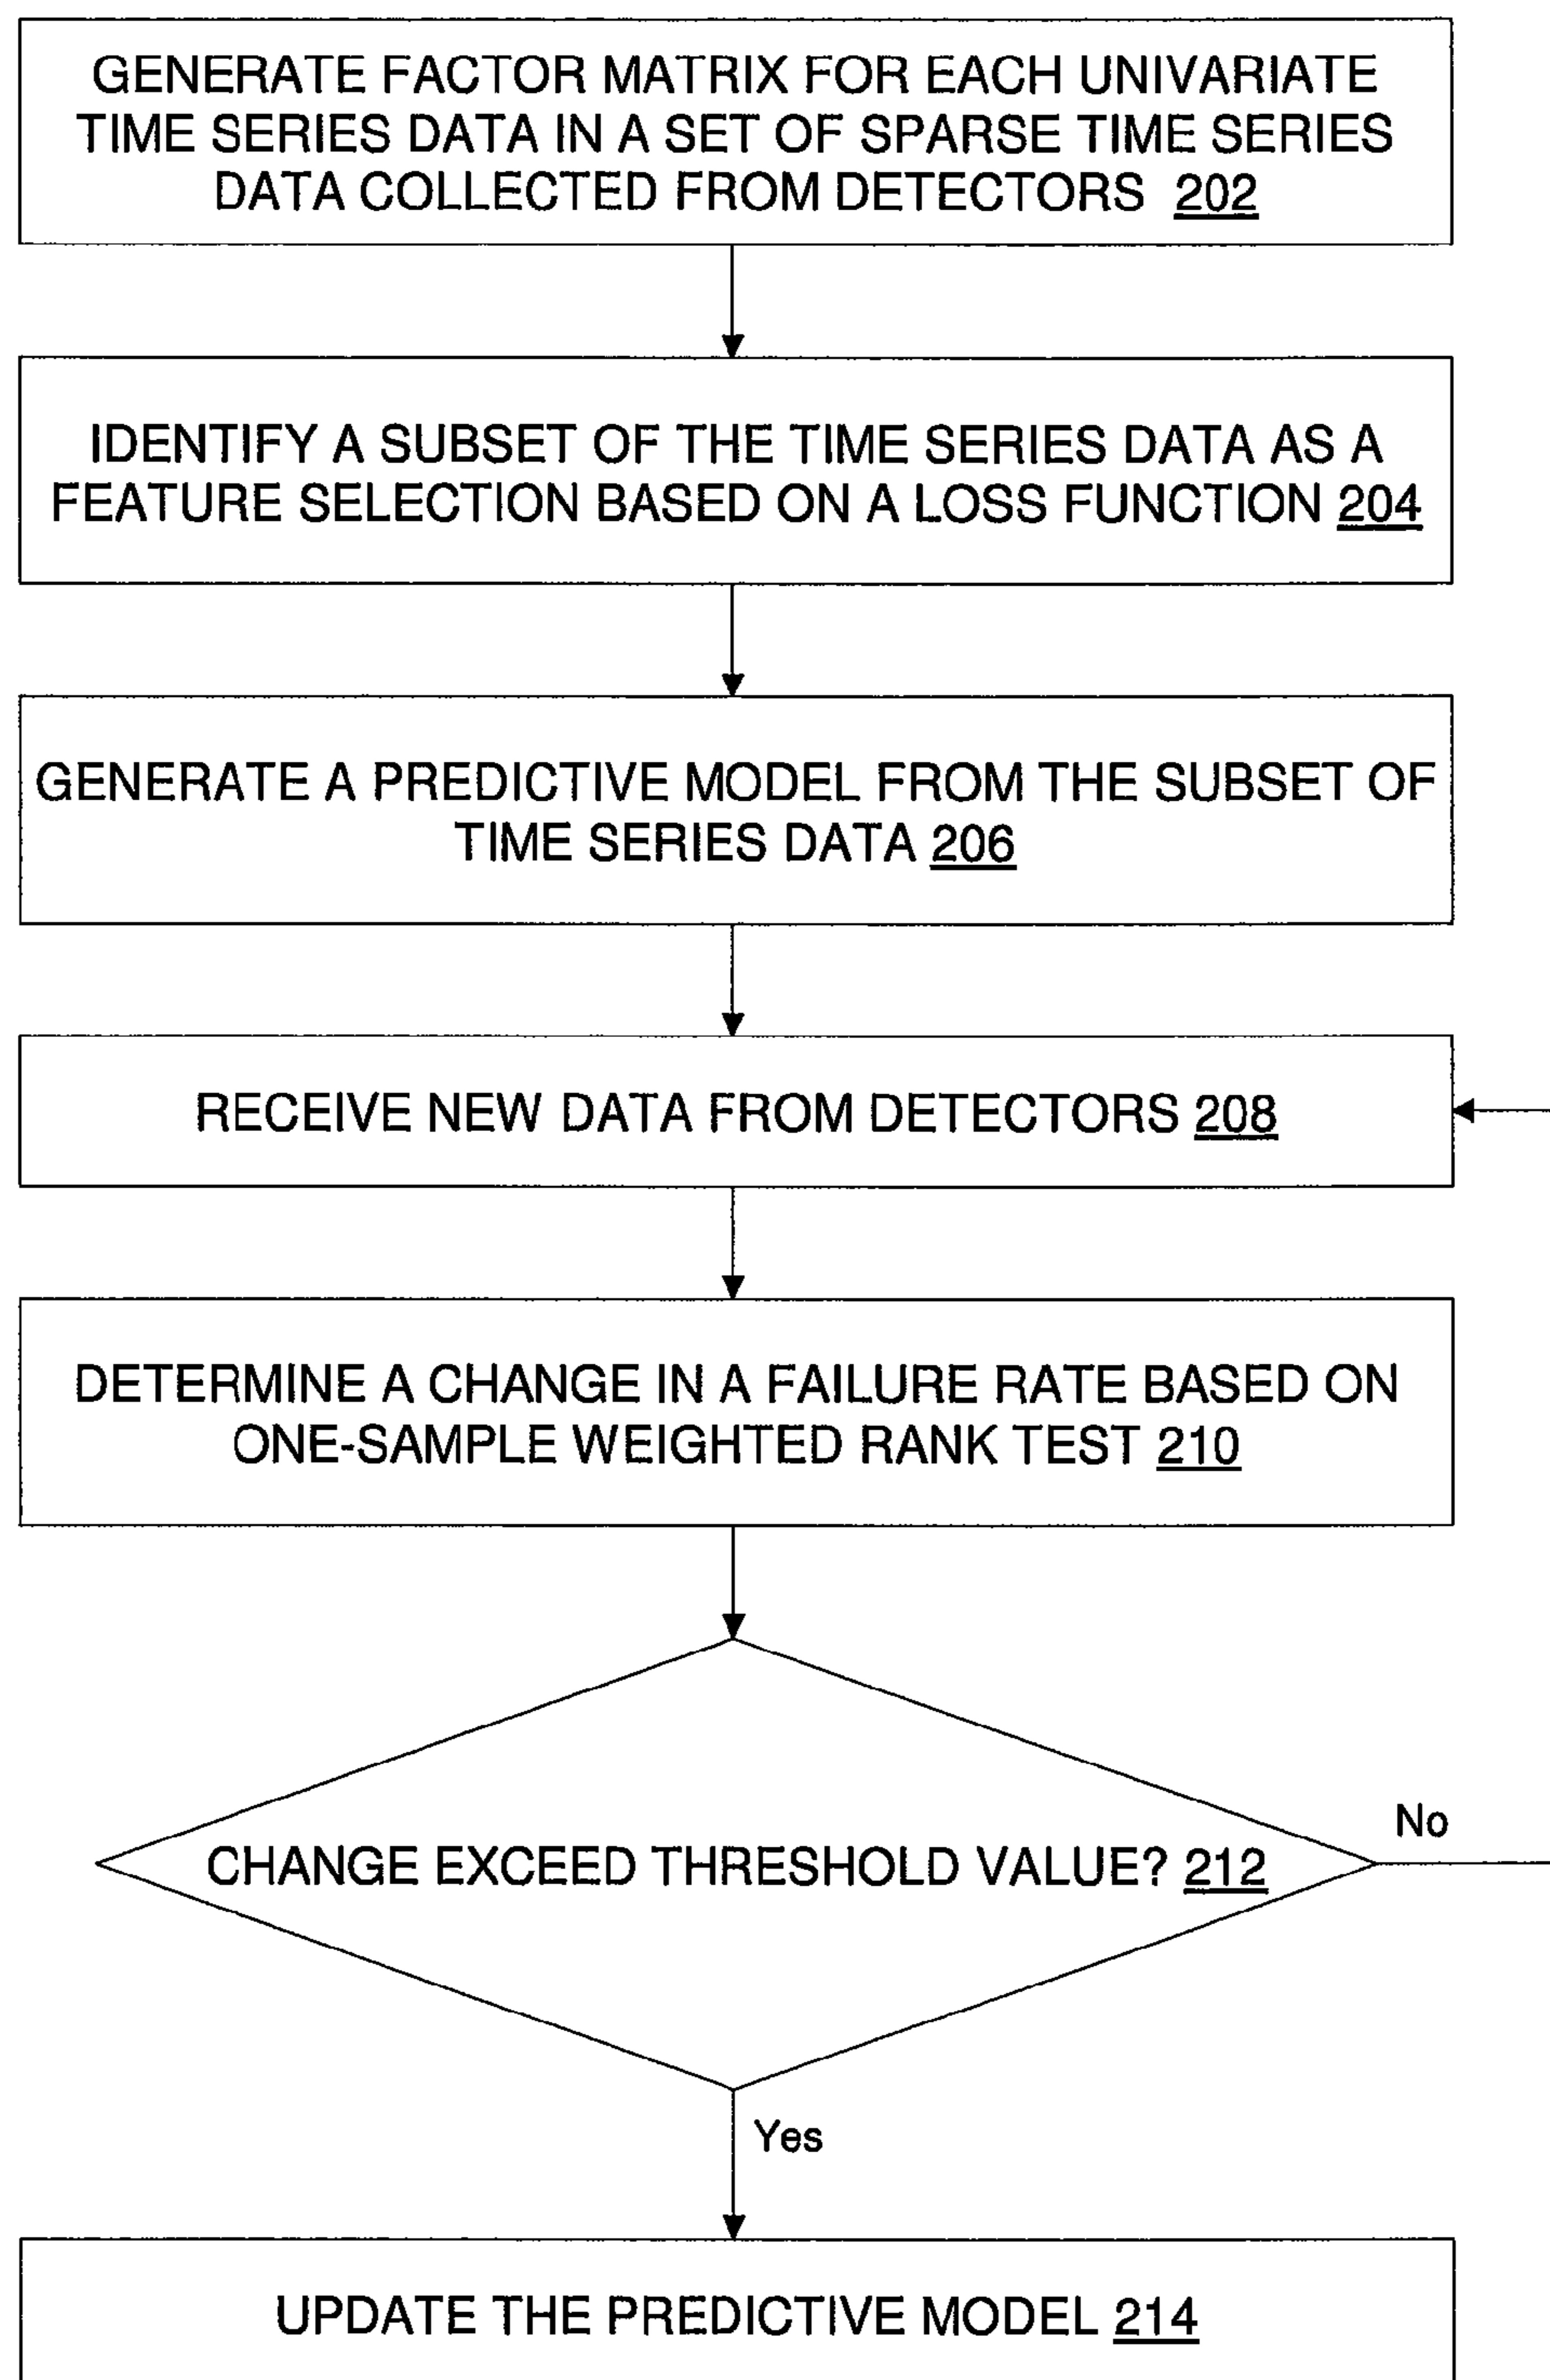 GENERATE FACTOR MATRIX FOR EACH UNIVARIATE
TIME SERIES DATA IN A SET OF SPARSE TIME SERIES
DATA COLLECTED FROM DETECTORS 202
IDENTIFY A SUBSET OF THE TIME SERIES DATA AS A
FEATURE SELECTION BASED ON A LOSS FUNCTION 204
GENERATE A PREDICTIVE MODEL FROM THE SUBSET OF
TIME SERIES DATA 206
RECEIVE NEW DATA FROM DETECTORS 208
DETERMINE A CHANGE IN A FAILURE RATE BASED ON
ONE-SAMPLE WEIGHTED RANK TEST 210
No
CHANGE EXCEED THRESHOLD VALUE? 212
Yes
UPDATE THE PREDICTIVE MODEL 214